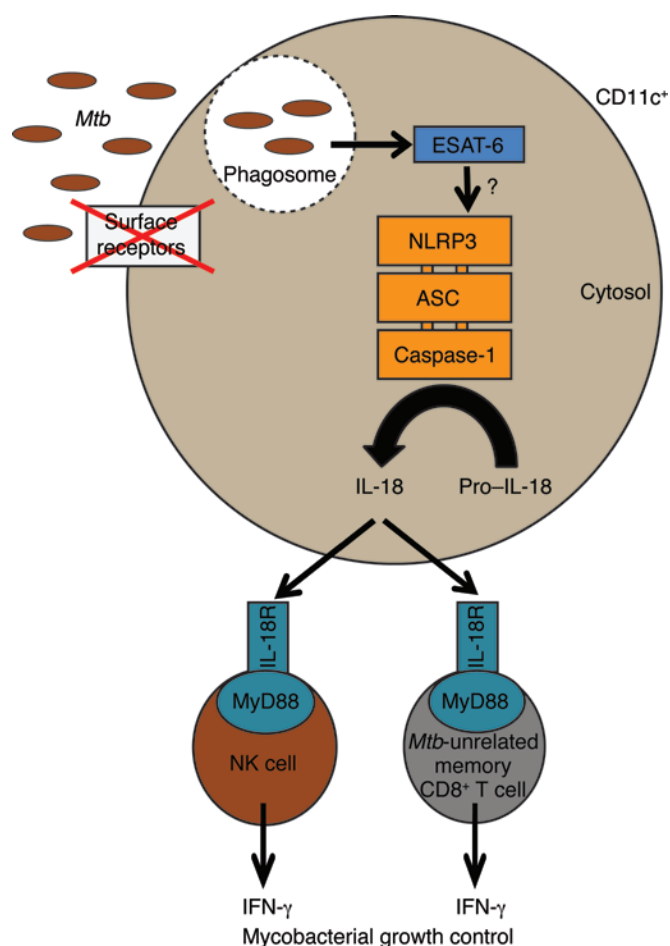 CD11c⁺
Mtb
Phagosome
ESAT-6
?
Surface
receptors
NLRP3
ASC
Caspase-1
Cytosol
IL-18
Pro–IL-18
IL-18R
IL-18R
MyD88
MyD88
NK cell
Mtb-unrelated
memory
CD8⁺ T cell
IFN-γ
IFN-γ
Mycobacterial growth control